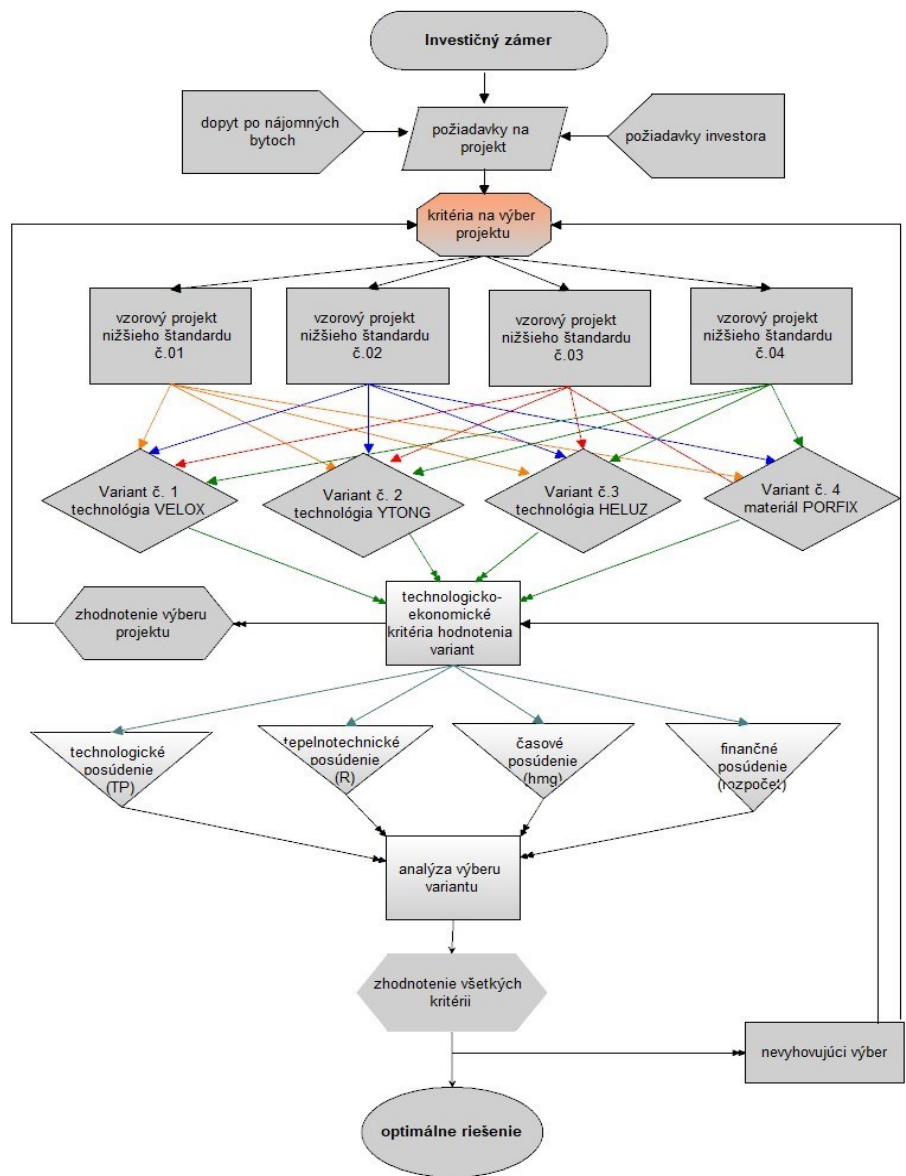 Investičný zámer
dopyt po nájomných
bytoch
požiadavky na
projekt
požiadavky investora
kritéria na výber
projektu
vzorový projekt
nižšieho štandardu
č.01
vzorový projekt
nižšieho štandardu
č.02
vzorový projekt
nižšieho štandardu
č.03
vzorový projekt
nižšieho štandardu
č.04
Variant č. 1
technológia VELOX
Variant č. 2
technológia YTONG
Variant č.3
technológia HELUZ
Variant č. 4
materiál PORFIX
zhodnotenie výberu
projektu
technologicko-
ekonomické
kritéria hodnotenia
variant
technologické
posúdenie
(TP)
tepelnotechnické
posúdenie
(R)
časové
posúdenie
(hmg)
finančné
posúdenie
(rozpočet)
analýza výberu
variantu
zhodnotenie všetkých
kritérii
nevyhovujúci výber
optimálne riešenie